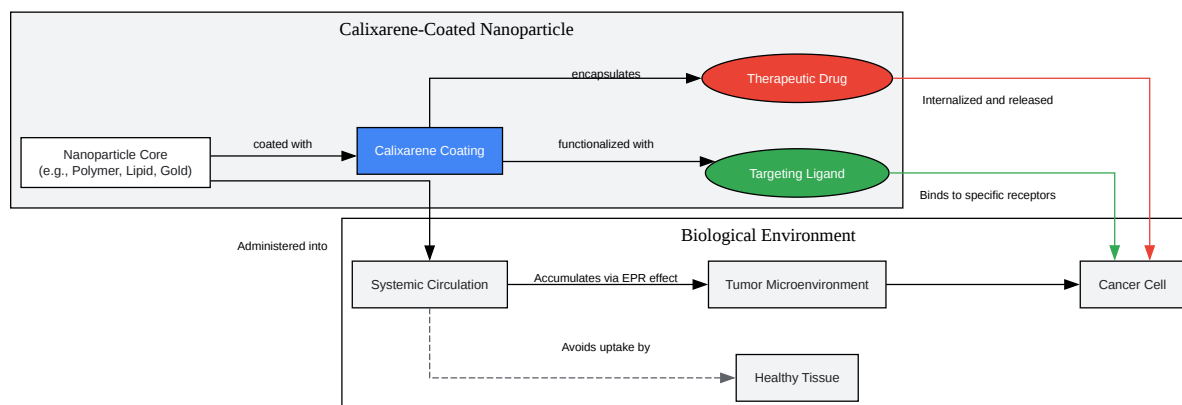 Calixarene-Coated Nanoparticle
encapsulates
Therapeutic Drug
Internalized and released
coated with
Calixarene Coating
functionalized with
Nanoparticle Core
(e.g., Polymer, Lipid, Gold)
Targeting Ligand
Binds to specific receptors
Biological Environment
Administered into
Systemic Circulation
Accumulates via EPR effect
Tumor Microenvironment
Cancer Cell
Avoids uptake by
Healthy Tissue